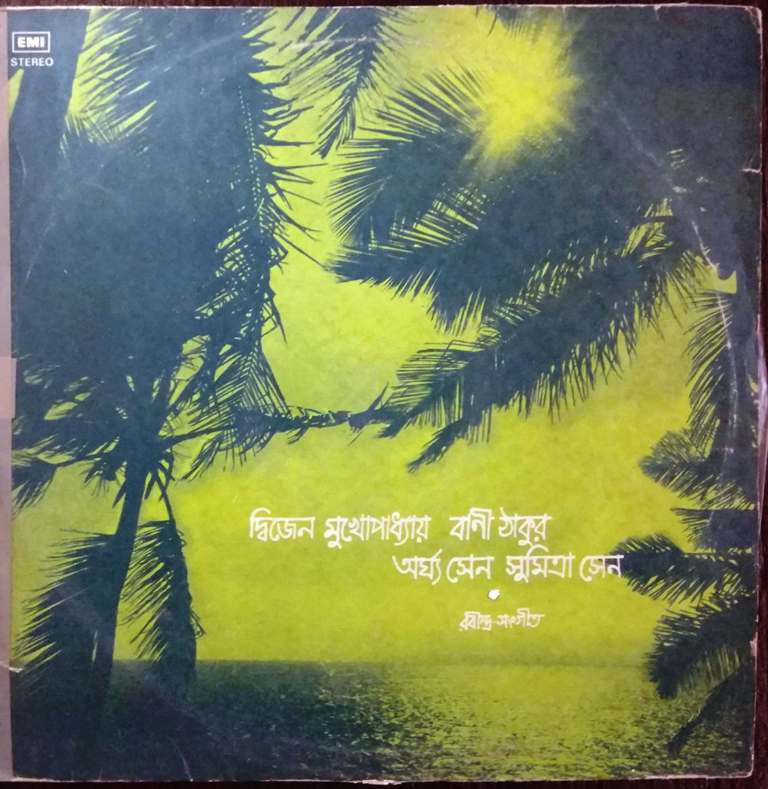 EMI
STEREO
দ্বিজেন মুখোপাধ্যায় বাণী ঠাকুর
অর্ঘ্য সেন সুমিত্রা সেন
রবীন্দ্র-সংগীত